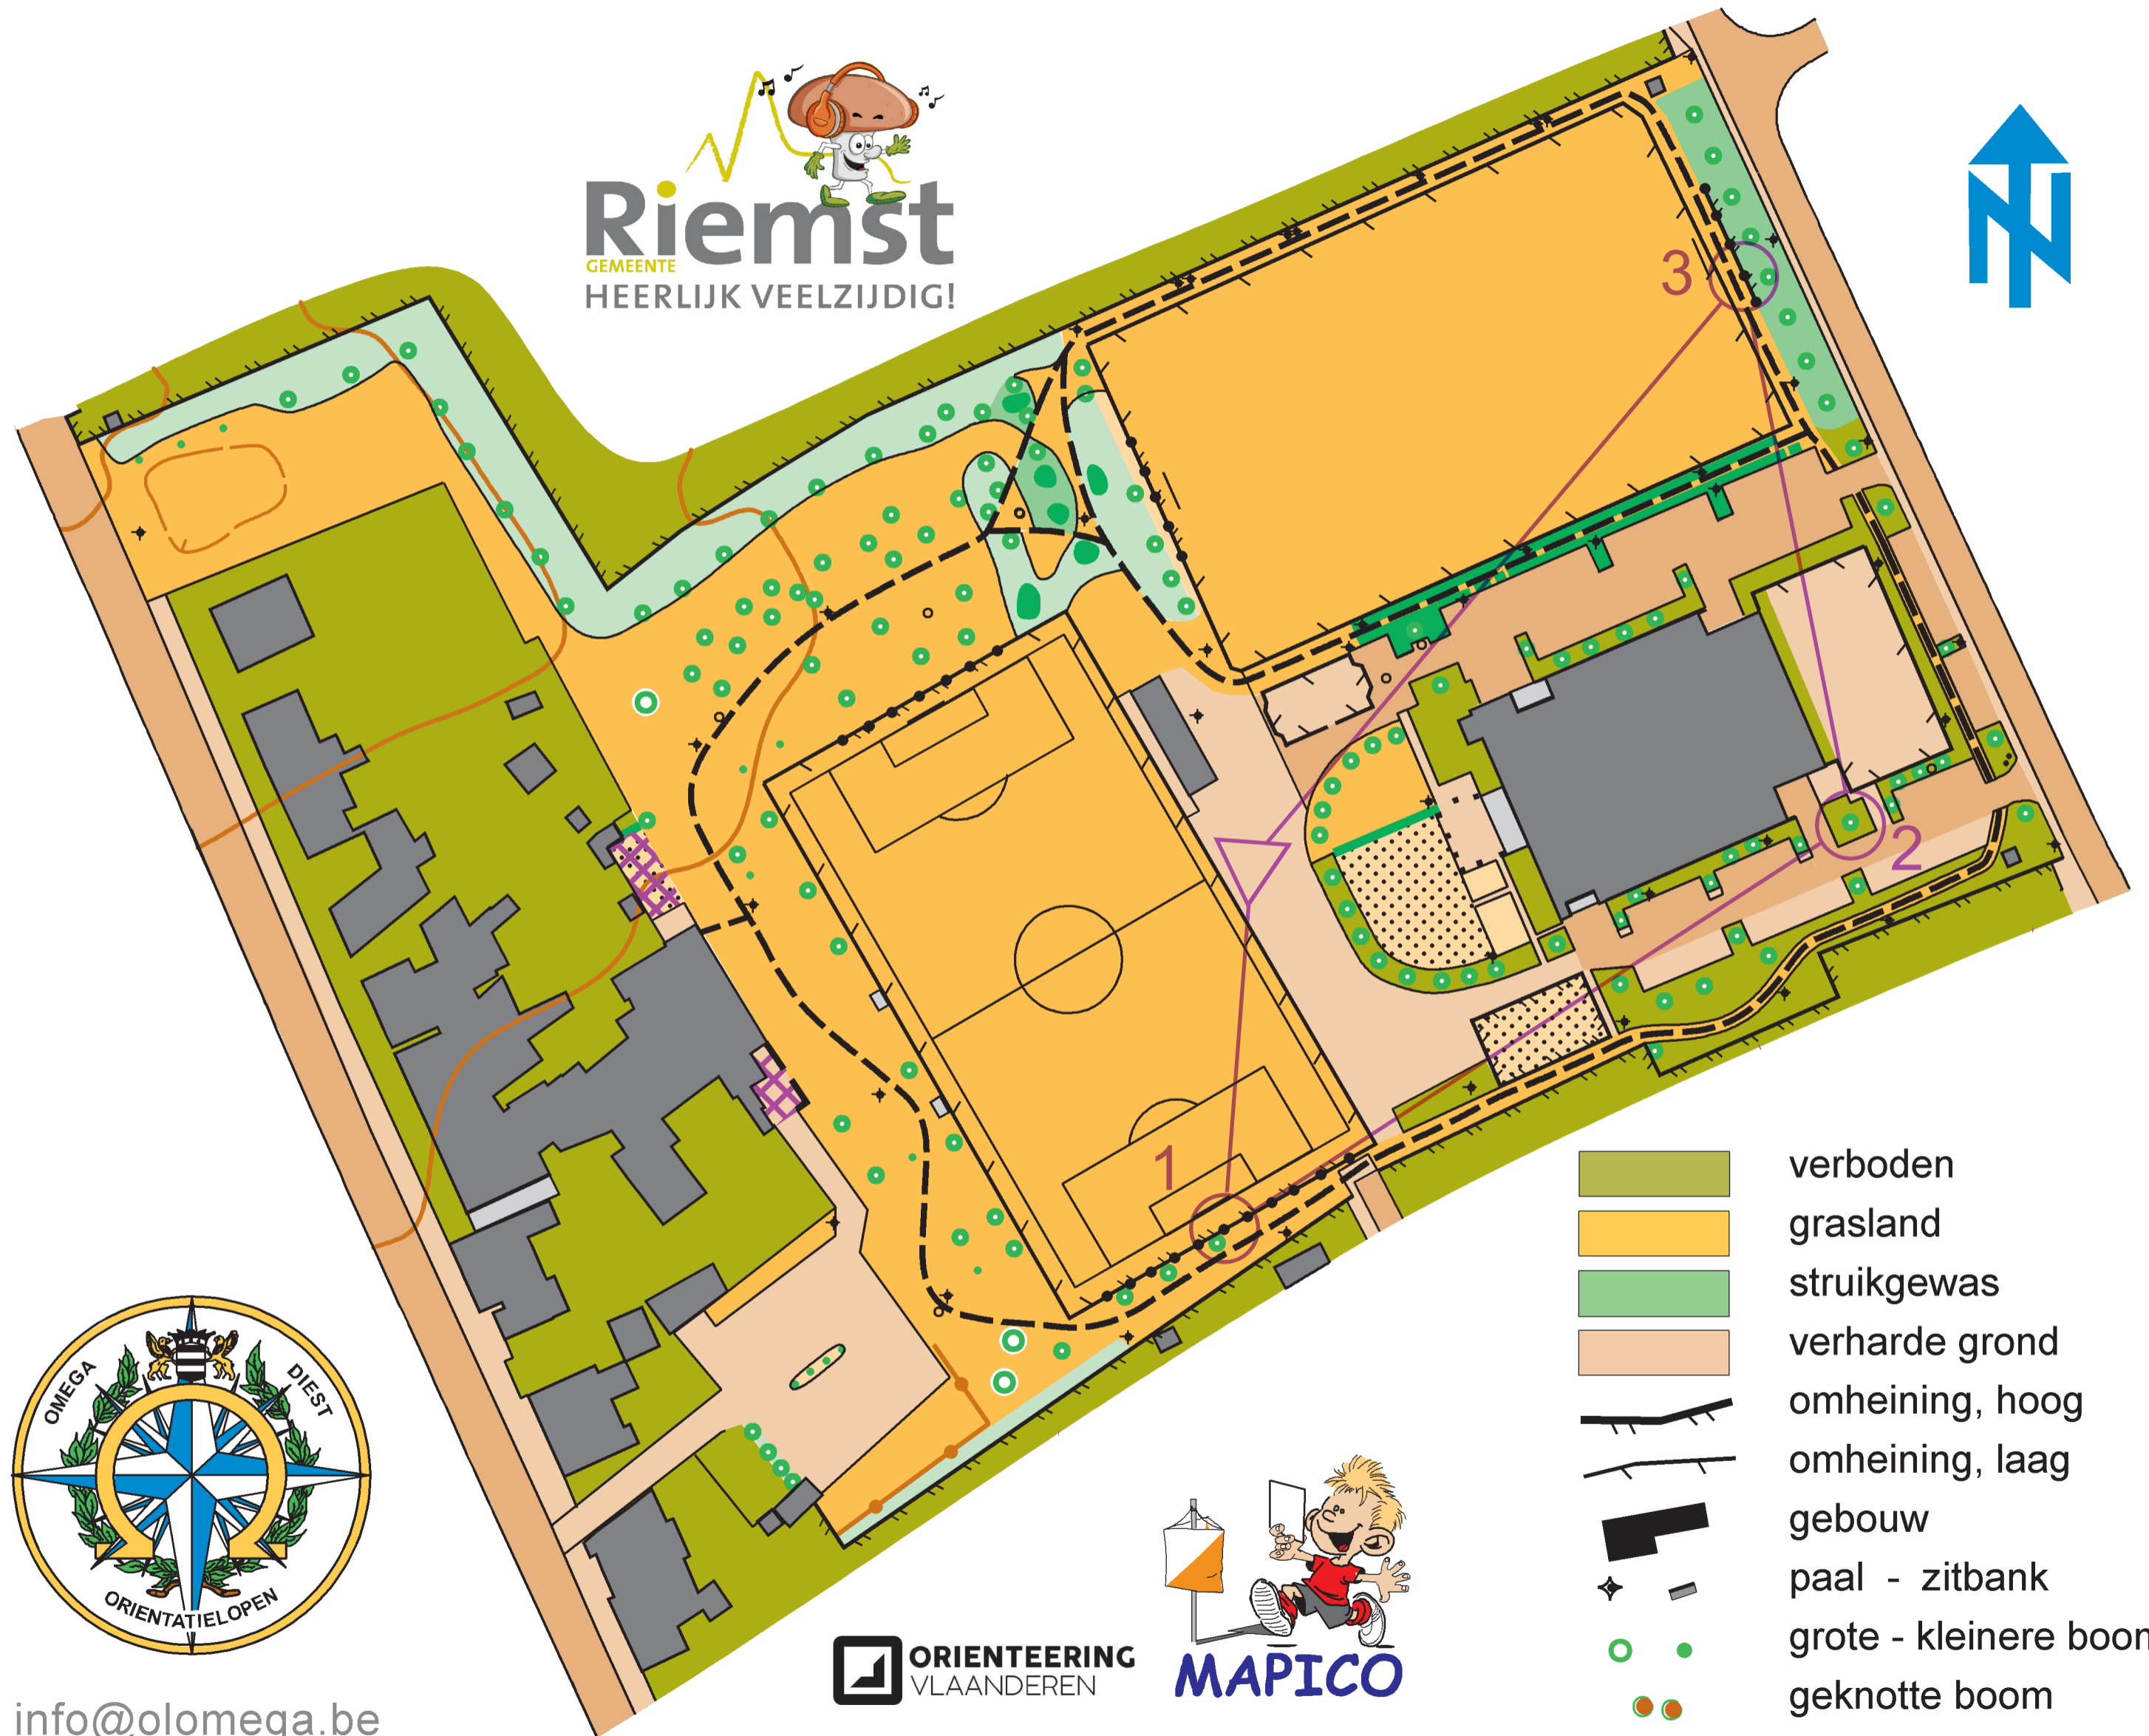 Riemst
GEMEENTE
HEERLIJK VEELZIJDIG!
N
3
2
1
verboden
grasland
struikgewas
verharde grond
omheining, hoog
omheining, laag
gebouw
paal - zitbank
grote - kleinere boom
geknotte boom
OMEGA
DIEST
ORIENTATIELOPEN
ORIENTEERING
VLAANDEREN
MAPICO
info@olomega.be